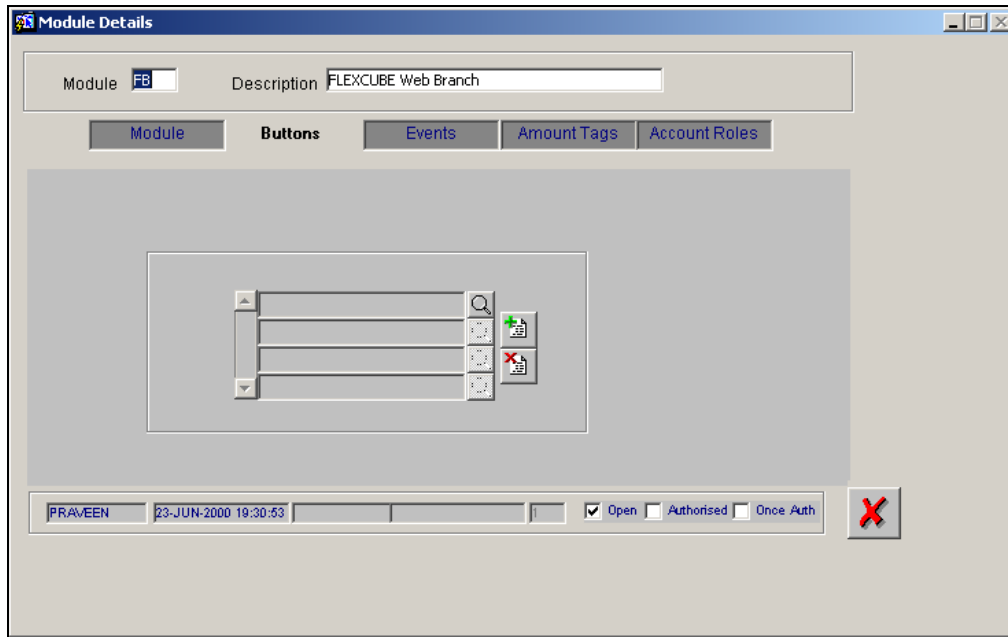 Module Details
Module FB Description FLEXCUBE Web Branch
Module Buttons Events Amount Tags Account Roles
PRAVEEN 23-JUN-2000 19:30:53 1 Open Authorised Once Auth